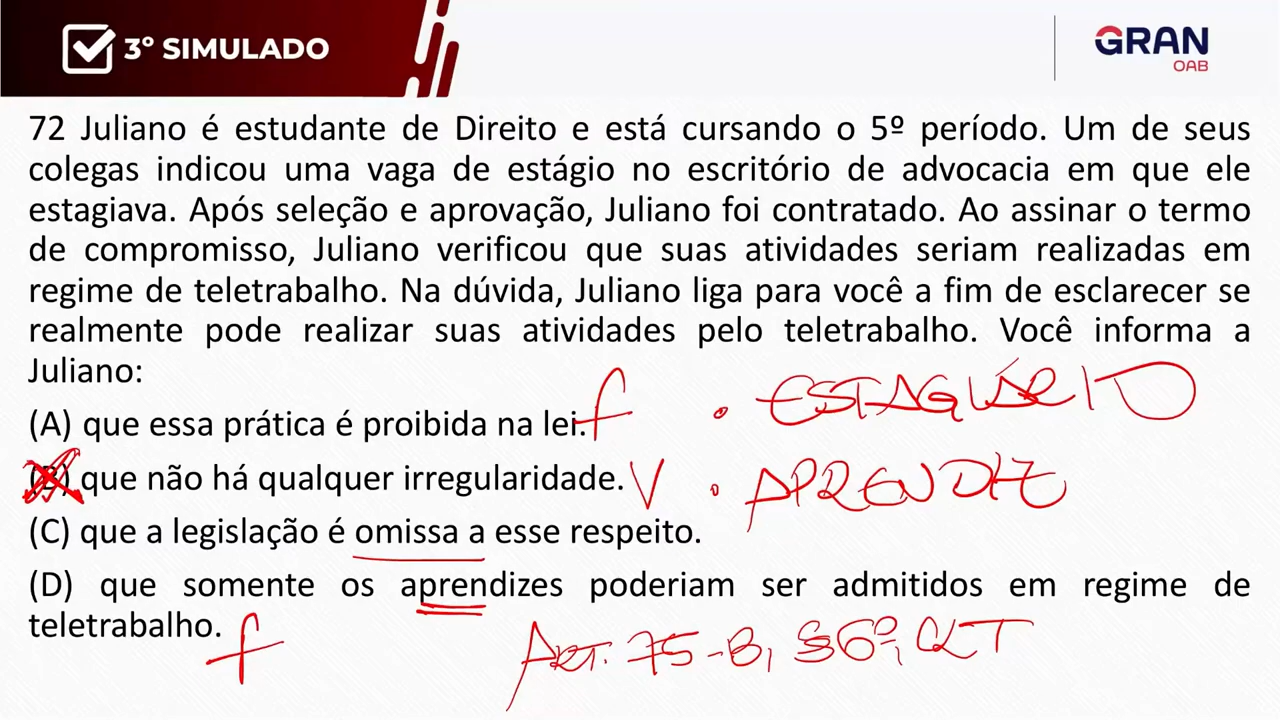 3º SIMULADO
GRAN
OAB
72 Juliano é estudante de Direito e está cursando o 5º período. Um de seus
colegas indicou uma vaga de estágio no escritório de advocacia em que ele
estagiava. Após seleção e aprovação, Juliano foi contratado. Ao assinar o termo
de compromisso, Juliano verificou que suas atividades seriam realizadas em
regime de teletrabalho. Na dúvida, Juliano liga para você a fim de esclarecer se
realmente pode realizar suas atividades pelo teletrabalho. Você informa a
Juliano:
(A) que essa prática é proibida na lei. f
• ESTAGIÁRIO
(B) que não há qualquer irregularidade. V
• APRENDIZ
(C) que a legislação é omissa a esse respeito.
(D) que somente os aprendizes poderiam ser admitidos em regime de
teletrabalho. f
ART. 75-B, §6º, CLT